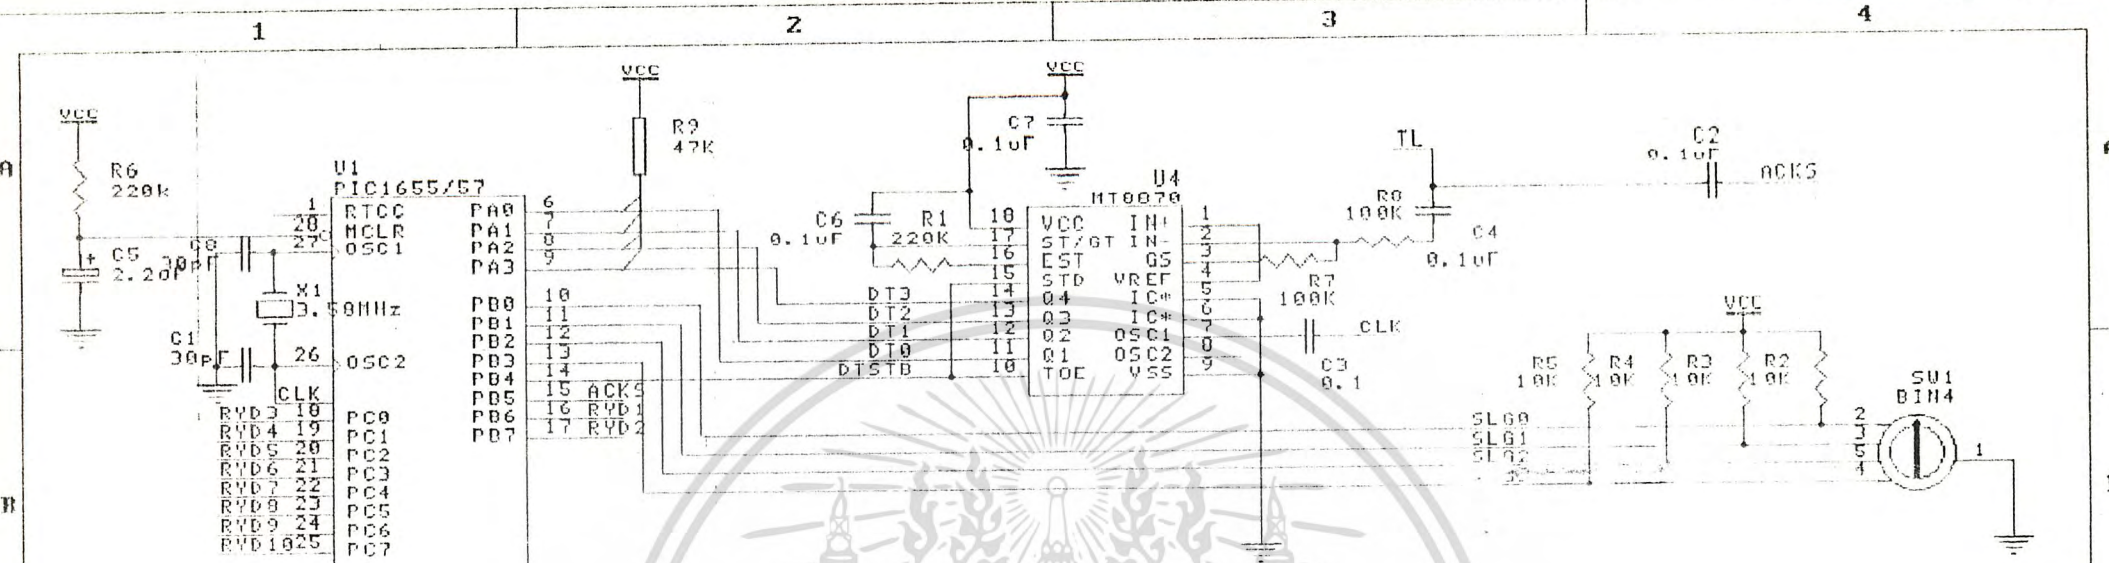 1 2 3 4
A
B
VCC
R6
220k
C5
2.2uF
C8
30pF
X1
3.58MHz
C1
30pF
U1
PIC1655/57
1 RTCC
28 MCLR
27 OSC1
26 OSC2
CLK
RYD3 18 PC0
RYD4 19 PC1
RYD5 20 PC2
RYD6 21 PC3
RYD7 22 PC4
RYD8 23 PC5
RYD9 24 PC6
RYD10 25 PC7
PA0 6
PA1 7
PA2 8
PA3 9
PB0 10
PB1 11
PB2 12
PB3 13
PB4 14
PB5 15 ACKS
PB6 16 RYD1
PB7 17 RYD2
VCC
R9
47K
VCC
C7
0.1uF
C6
0.1uF
R1
220K
DT3
DT2
DT1
DT0
DTSTB
U4
MT8870
18 VCC IN+ 1
17 ST/GT IN- 2
16 EST GS 3
15 STD VREF 4
14 Q4 IC* 5
13 Q3 IC* 6
12 Q2 OSC1 7
11 Q1 OSC2 8
10 TOE VSS 9
TL
R8
100K
C4
0.1uF
R7
100K
CLK
C3
0.1
C2
0.1uF
ACKS
VCC
R5 R4 R3 R2
10K 10K 10K 10K
SLG0
SLG1
SLG2
SW1
BIN4
2
3
5
4
1